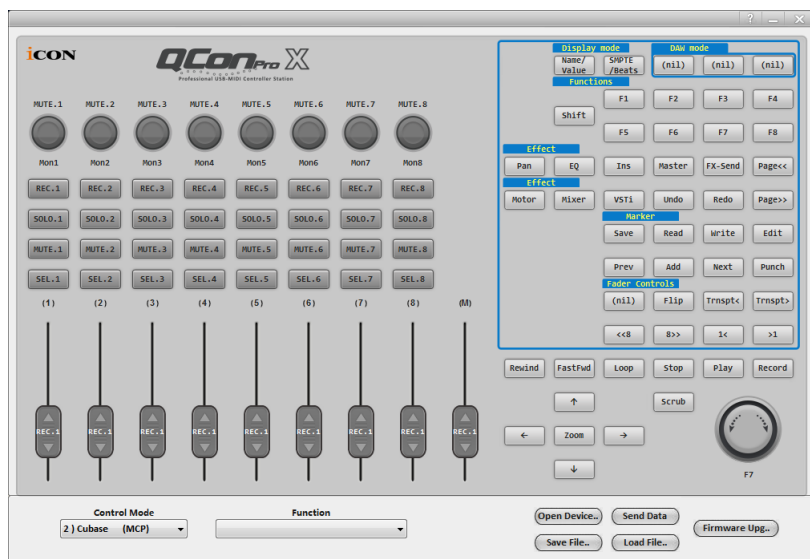 ? _ X
iCON
QCon Pro X
Professional USB-MIDI Controller Station
Display mode DAW mode
Name/Value SMPTE/Beats (nil) (nil) (nil)
Functions
F1 F2 F3 F4
Shift
F5 F6 F7 F8
MUTE.1 MUTE.2 MUTE.3 MUTE.4 MUTE.5 MUTE.6 MUTE.7 MUTE.8
Mon1 Mon2 Mon3 Mon4 Mon5 Mon6 Mon7 Mon8
Effect
Pan EQ Ins Master FX-Send Page<<
REC.1 REC.2 REC.3 REC.4 REC.5 REC.6 REC.7 REC.8
Effect
Motor Mixer VSTi Undo Redo Page>>
SOLO.1 SOLO.2 SOLO.3 SOLO.4 SOLO.5 SOLO.6 SOLO.7 SOLO.8
Marker
Save Read Write Edit
MUTE.1 MUTE.2 MUTE.3 MUTE.4 MUTE.5 MUTE.6 MUTE.7 MUTE.8
Prev Add Next Punch
SEL.1 SEL.2 SEL.3 SEL.4 SEL.5 SEL.6 SEL.7 SEL.8
Fader Controls
(nil) Flip Trnspt< Trnspt>
(1) (2) (3) (4) (5) (6) (7) (8) (M)
<<8 8>> 1< >1
Rewind FastFwd Loop Stop Play Record
↑ Scrub
REC.1 REC.1 REC.1 REC.1 REC.1 REC.1 REC.1 REC.1 REC.1
← Zoom →
↓
F7
Control Mode Function
2 ) Cubase (MCP)
Open Device.. Send Data
Firmware Upg..
Save File.. Load File..